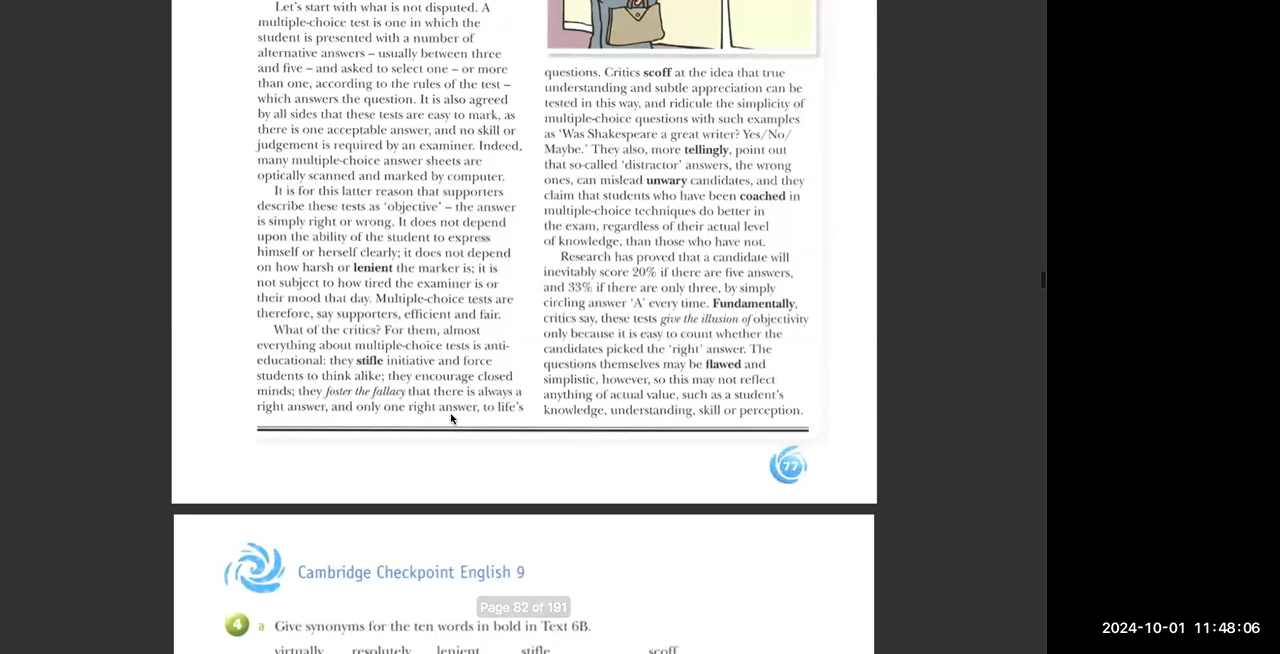 Let's start with what is not disputed. A
multiple-choice test is one in which the
student is presented with a number of
alternative answers – usually between three
and five – and asked to select one – or more
than one, according to the rules of the test –
which answers the question. It is also agreed
by all sides that these tests are easy to mark, as
there is one acceptable answer, and no skill or
judgement is required by an examiner. Indeed,
many multiple-choice answer sheets are
optically scanned and marked by computer.
It is for this latter reason that supporters
describe these tests as 'objective' – the answer
is simply right or wrong. It does not depend
upon the ability of the student to express
himself or herself clearly; it does not depend
on how harsh or lenient the marker is; it is
not subject to how tired the examiner is or
their mood that day. Multiple-choice tests are
therefore, say supporters, efficient and fair.
What of the critics? For them, almost
everything about multiple-choice tests is anti-
educational: they stifle initiative and force
students to think alike; they encourage closed
minds; they foster the fallacy that there is always a
right answer, and only one right answer, to life's
questions. Critics scoff at the idea that true
understanding and subtle appreciation can be
tested in this way, and ridicule the simplicity of
multiple-choice questions with such examples
as 'Was Shakespeare a great writer? Yes/No/
Maybe.' They also, more tellingly, point out
that so-called 'distractor' answers, the wrong
ones, can mislead unwary candidates, and they
claim that students who have been coached in
multiple-choice techniques do better in
the exam, regardless of their actual level
of knowledge, than those who have not.
Research has proved that a candidate will
inevitably score 20% if there are five answers,
and 33% if there are only three, by simply
circling answer 'A' every time. Fundamentally,
critics say, these tests give the illusion of objectivity
only because it is easy to count whether the
candidates picked the 'right' answer. The
questions themselves may be flawed and
simplistic, however, so this may not reflect
anything of actual value, such as a student's
knowledge, understanding, skill or perception.
77
Cambridge Checkpoint English 9
Page 82 of 191
4 a Give synonyms for the ten words in bold in Text 6B.
virtually resolutely lenient stifle scoff
2024-10-01 11:48:06